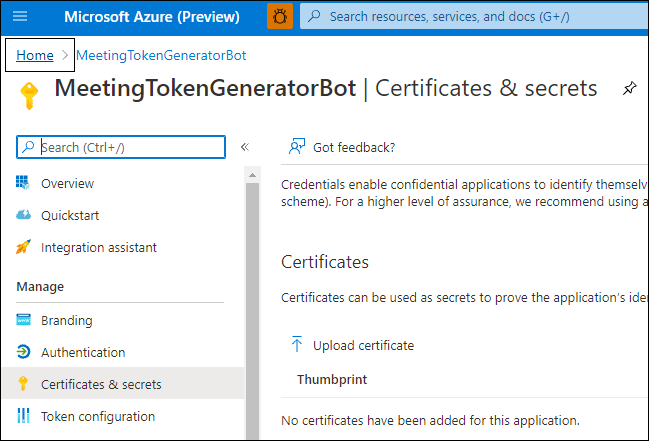 Microsoft Azure (Preview)
Search resources, services, and docs (G+/)
Home > MeetingTokenGeneratorBot
MeetingTokenGeneratorBot | Certificates & secrets
Search (Ctrl+/)
«
Overview
Quickstart
Integration assistant
Manage
Branding
Authentication
Certificates & secrets
Token configuration
Got feedback?
Credentials enable confidential applications to identify themselve
scheme). For a higher level of assurance, we recommend using a
Certificates
Certificates can be used as secrets to prove the application's iden
Upload certificate
Thumbprint
No certificates have been added for this application.